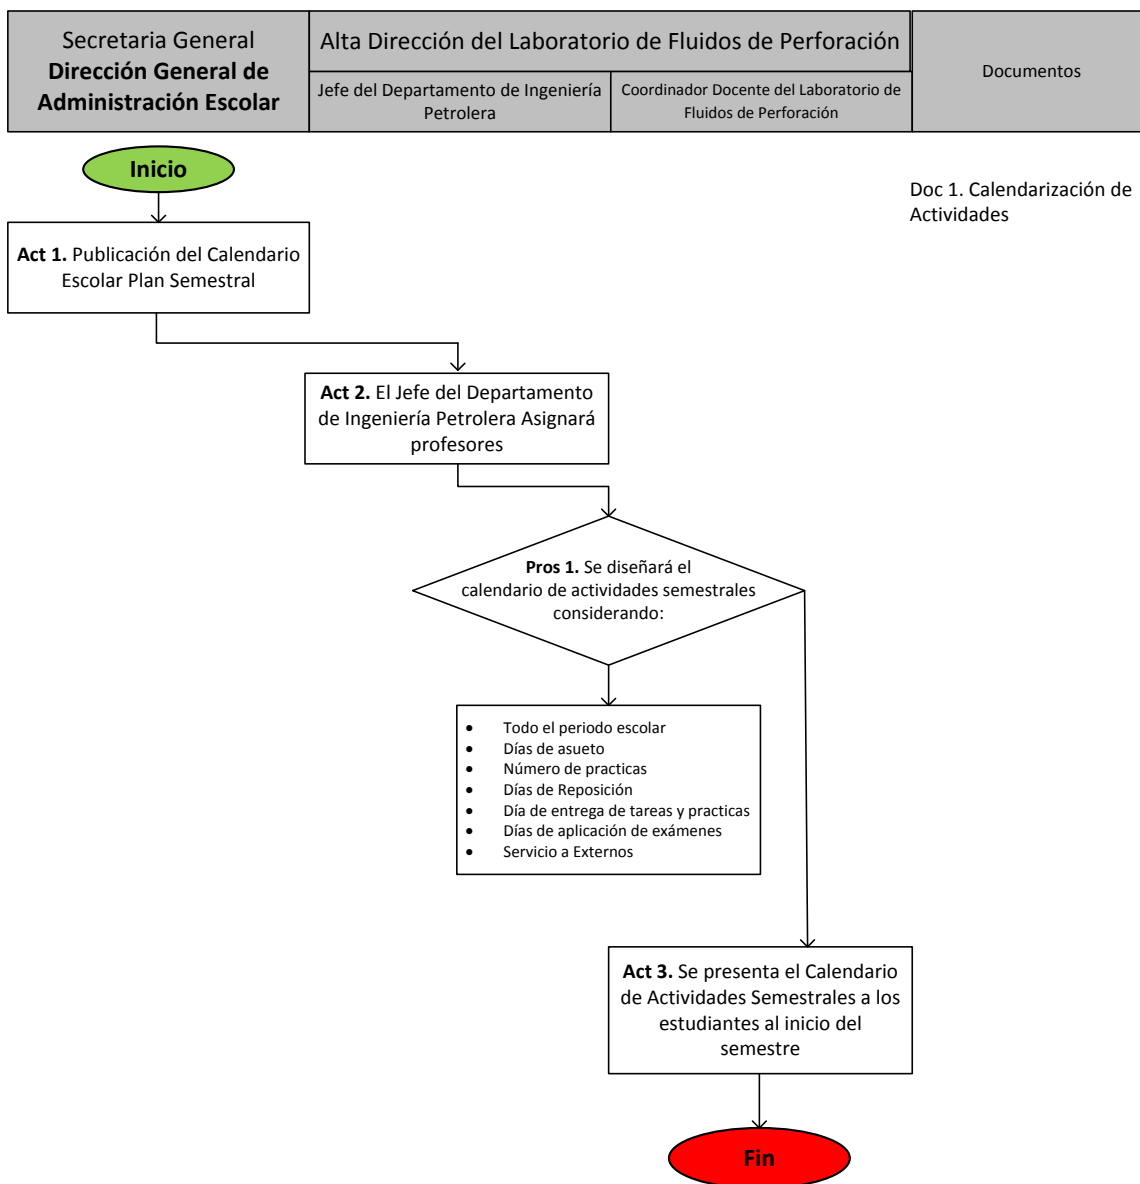 Secretaria General
Dirección General de
Administración Escolar
Alta Dirección del Laboratorio de Fluidos de Perforación
Jefe del Departamento de Ingeniería
Petrolera
Coordinador Docente del Laboratorio de
Fluidos de Perforación
Documentos
Inicio
Doc 1. Calendarización de
Actividades
Act 1. Publicación del Calendario
Escolar Plan Semestral
Act 2. El Jefe del Departamento
de Ingeniería Petrolera Asignará
profesores
Pros 1. Se diseñará el
calendario de actividades semestrales
considerando:
• Todo el periodo escolar
• Días de asueto
• Número de practicas
• Días de Reposición
• Día de entrega de tareas y practicas
• Días de aplicación de exámenes
• Servicio a Externos
Act 3. Se presenta el Calendario
de Actividades Semestrales a los
estudiantes al inicio del
semestre
Fin